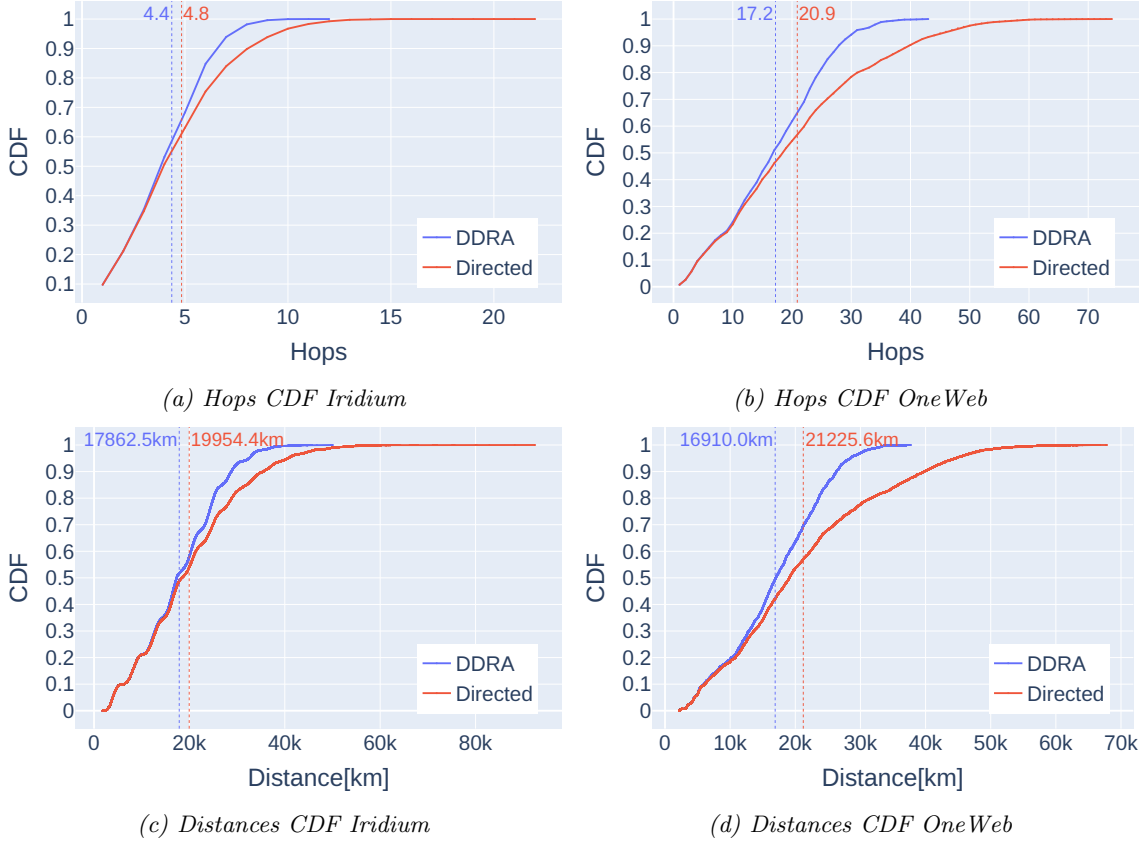 4.4 4.8
1
0.9
0.8
0.7
0.6
0.5
0.4
0.3
0.2
0.1
CDF
DDRA
Directed
0 5 10 15 20
Hops
(a) Hops CDF Iridium
17.2 20.9
1
0.9
0.8
0.7
0.6
0.5
0.4
0.3
0.2
0.1
0
CDF
DDRA
Directed
0 10 20 30 40 50 60 70
Hops
(b) Hops CDF OneWeb
17862.5km 19954.4km
1
0.9
0.8
0.7
0.6
0.5
0.4
0.3
0.2
0.1
0
CDF
DDRA
Directed
0 20k 40k 60k 80k
Distance[km]
(c) Distances CDF Iridium
16910.0km 21225.6km
1
0.9
0.8
0.7
0.6
0.5
0.4
0.3
0.2
0.1
0
CDF
DDRA
Directed
0 10k 20k 30k 40k 50k 60k 70k
Distance[km]
(d) Distances CDF OneWeb